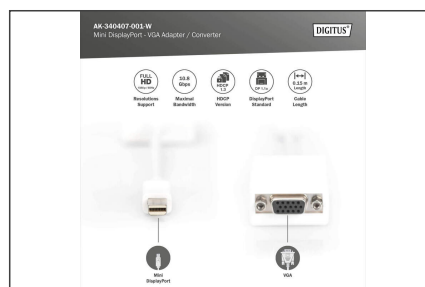 AK-340407-001-W
Mini DisplayPort - VGA Adapter / Converter
DIGITUS®
FULL
HD
10.8
Gbps
HDCP
1.3
DP 1.1a
0.15 m
Length
Resolutions
Support
Maximal
Bandwidth
HDCP
Version
DisplayPort
Standard
Cable
Length
Mini
DisplayPort
VGA